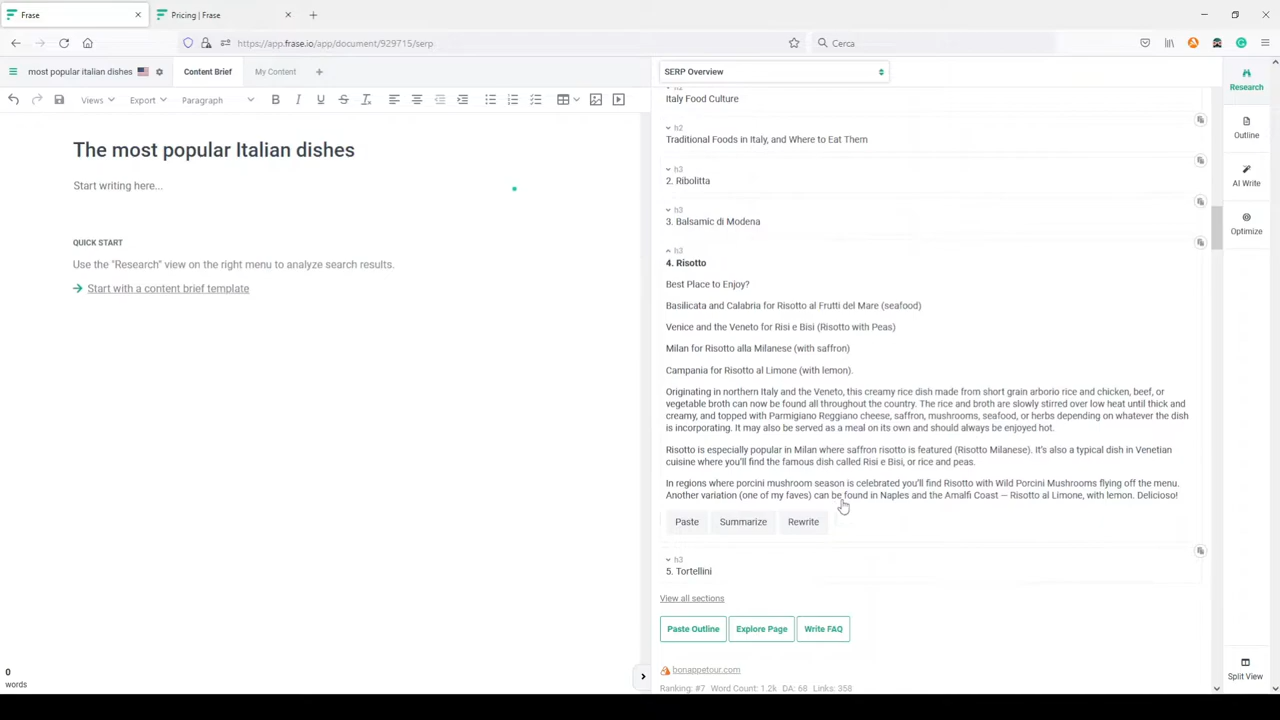 Frase
Pricing | Frase
https://app.frase.io/app/document/929715/serp
Cerca
most popular italian dishes
Content Brief
My Content
SERP Overview
Research
Views
Export
Paragraph
B
I
U
S
The most popular Italian dishes
Start writing here...
QUICK START
Use the "Research" view on the right menu to analyze search results.
Start with a content brief template
0
words
Italy Food Culture
h2
Traditional Foods in Italy, and Where to Eat Them
h3
2. Ribolitta
h3
3. Balsamic di Modena
h3
4. Risotto
Best Place to Enjoy?
Basilicata and Calabria for Risotto al Frutti del Mare (seafood)
Venice and the Veneto for Risi e Bisi (Risotto with Peas)
Milan for Risotto alla Milanese (with saffron)
Campania for Risotto al Limone (with lemon).
Originating in northern Italy and the Veneto, this creamy rice dish made from short grain arborio rice and chicken, beef, or
vegetable broth can now be found all throughout the country. The rice and broth are slowly stirred over low heat until thick and
creamy, and topped with Parmigiano Reggiano cheese, saffron, mushrooms, seafood, or herbs depending on whatever the dish
is incorporating. It may also be served as a meal on its own and should always be enjoyed hot.
Risotto is especially popular in Milan where saffron risotto is featured (Risotto Milanese). It's also a typical dish in Venetian
cuisine where you'll find the famous dish called Risi e Bisi, or rice and peas.
In regions where porcini mushroom season is celebrated you'll find Risotto with Wild Porcini Mushrooms flying off the menu.
Another variation (one of my faves) can be found in Naples and the Amalfi Coast — Risotto al Limone, with lemon. Delicioso!
Paste
Summarize
Rewrite
h3
5. Tortellini
View all sections
Paste Outline
Explore Page
Write FAQ
bonappetour.com
Ranking: #7 Word Count: 1.2k DA: 68 Links: 358
Outline
AI Write
Optimize
Split View